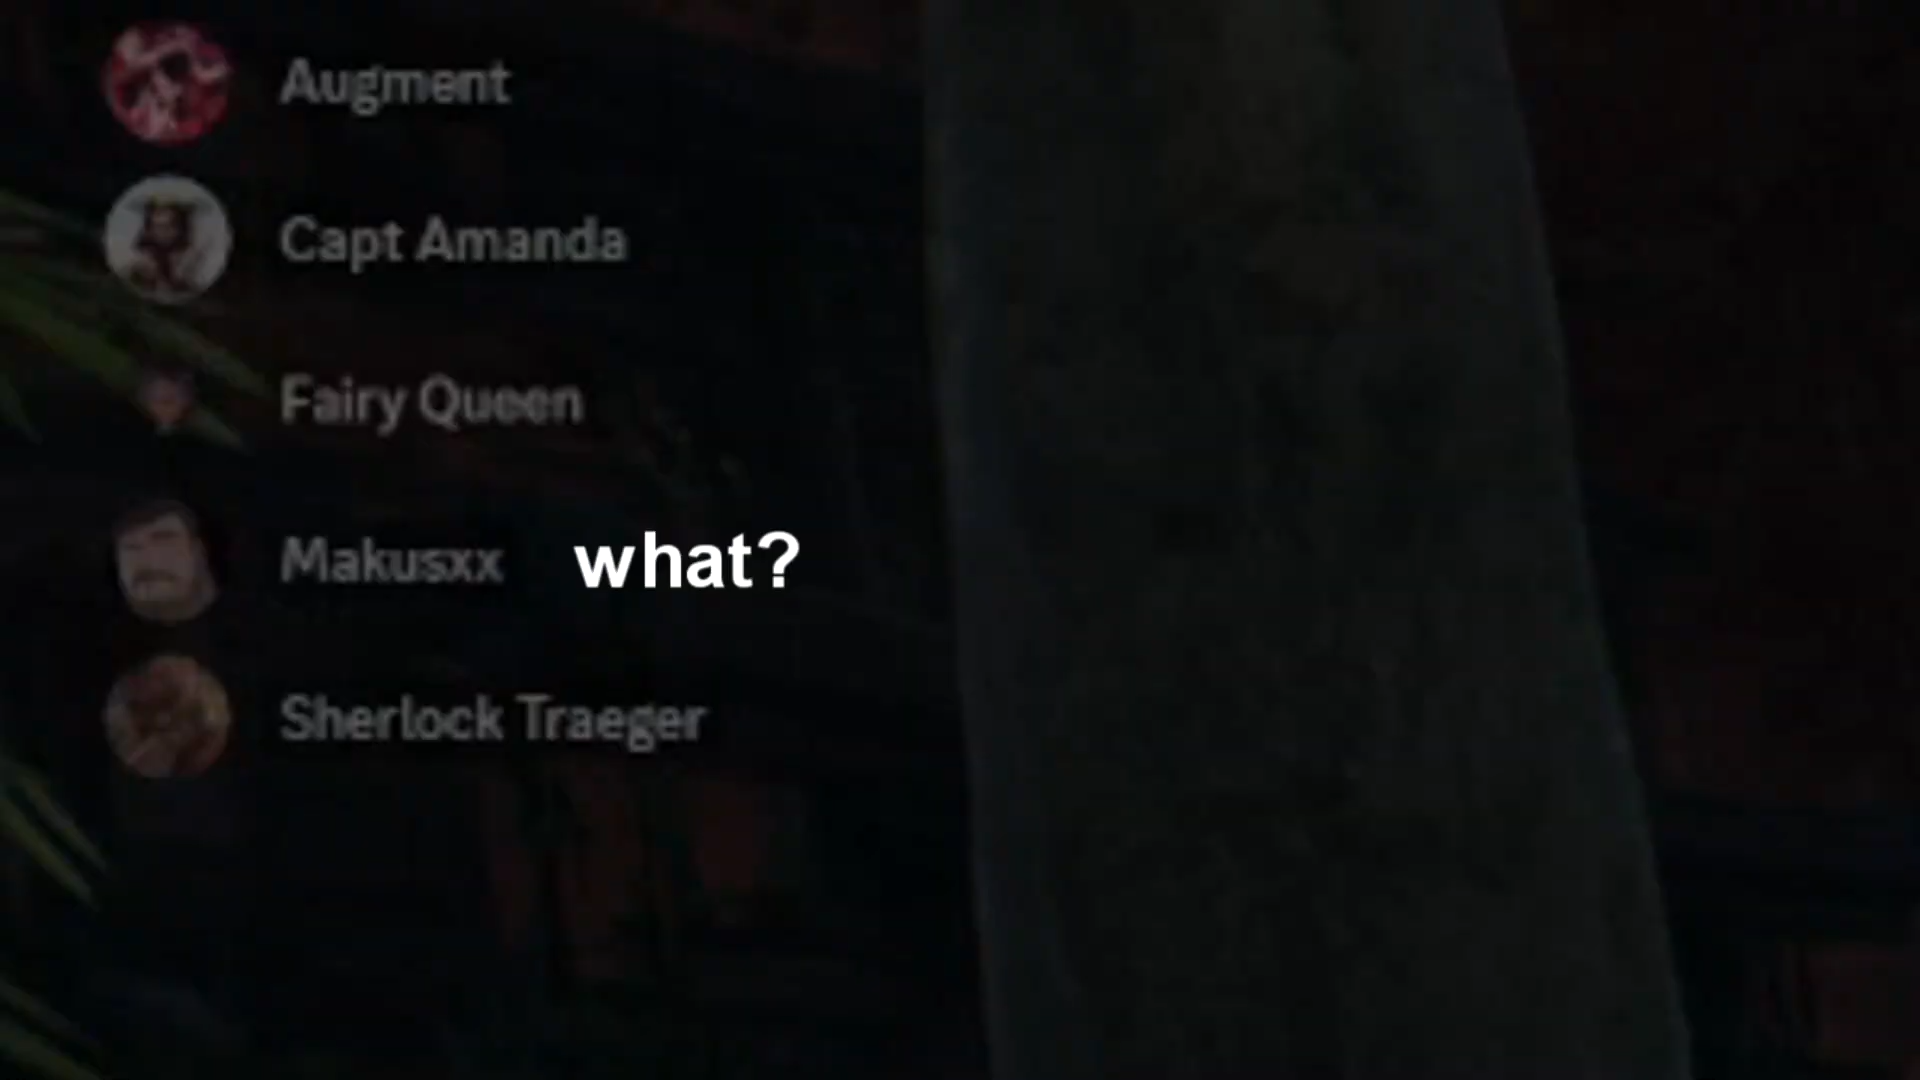 Augment
Capt Amanda
Fairy Queen
Makusxx what?
Sherlock Traeger